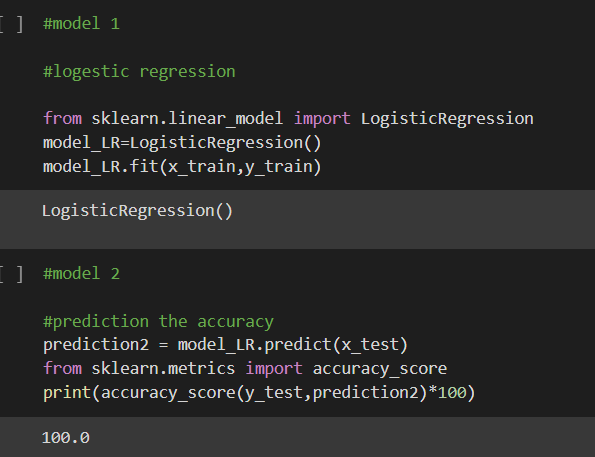 [ ] #model 1
#logestic regression
from sklearn.linear_model import LogisticRegression
model_LR=LogisticRegression()
model_LR.fit(x_train,y_train)
LogisticRegression()
[ ] #model 2
#prediction the accuracy
prediction2 = model_LR.predict(x_test)
from sklearn.metrics import accuracy_score
print(accuracy_score(y_test,prediction2)*100)
100.0